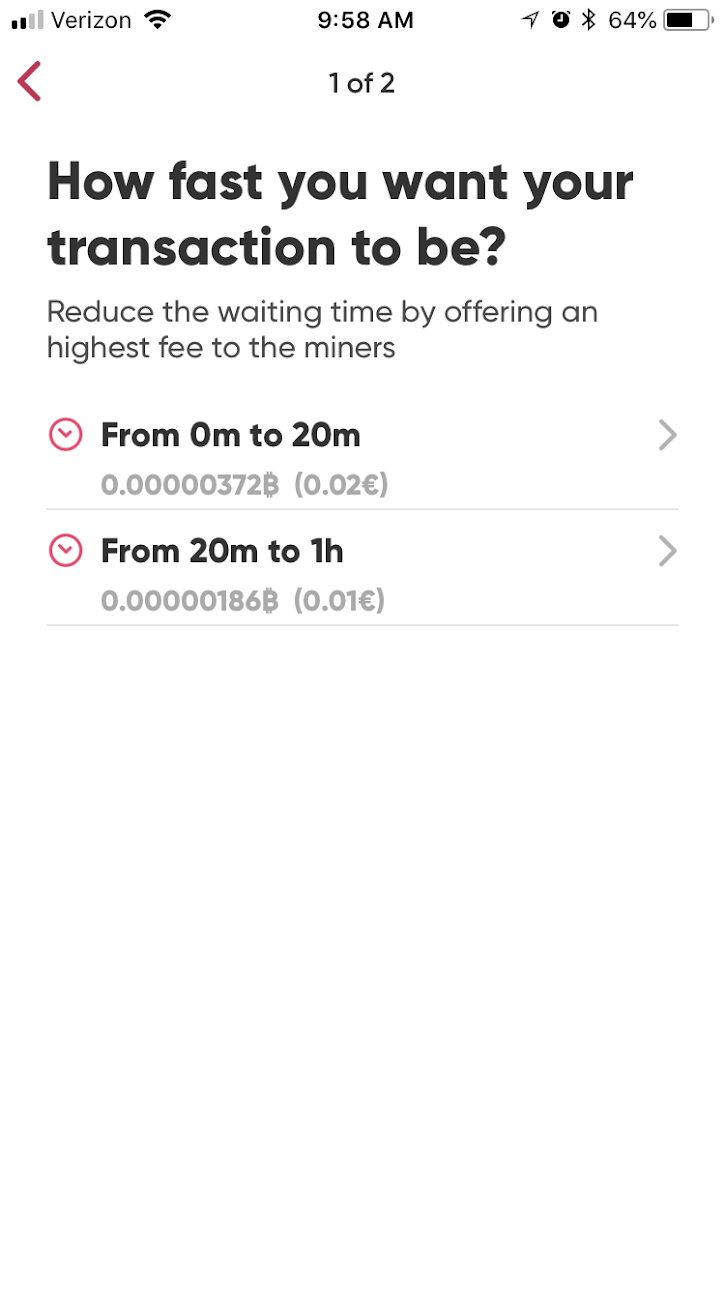 Verizon 9:58 AM 64%
1 of 2
How fast you want your
transaction to be?
Reduce the waiting time by offering an
highest fee to the miners
From 0m to 20m
0.00000372₿ (0.02€)
From 20m to 1h
0.00000186₿ (0.01€)